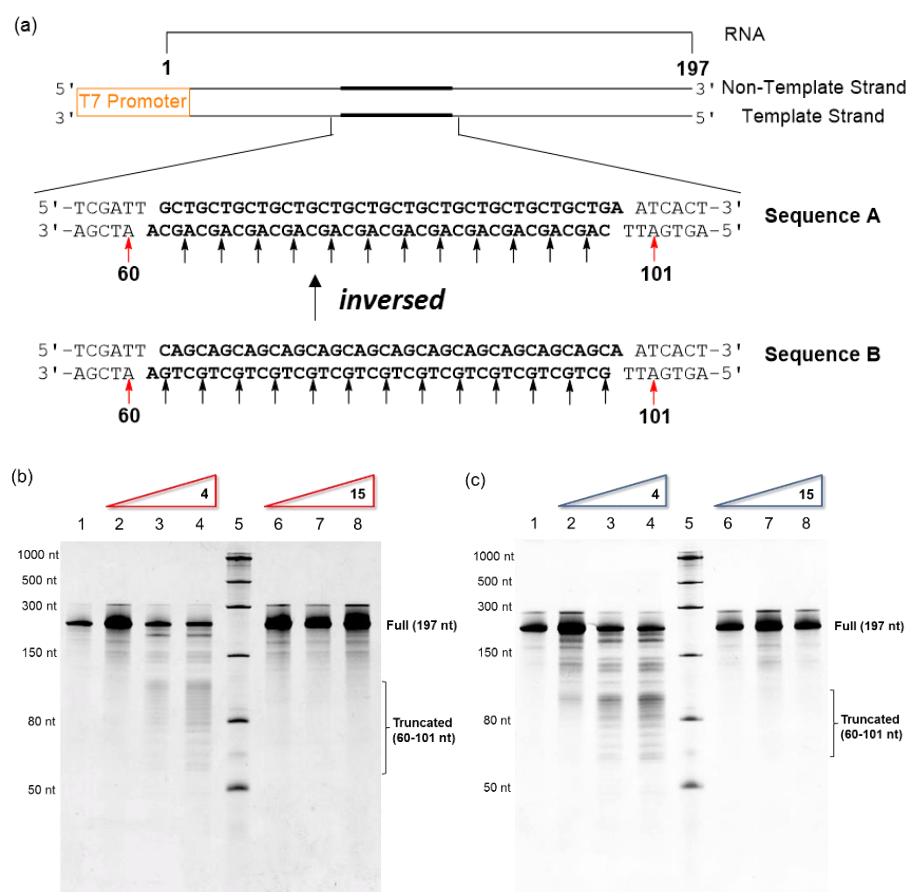 (a)
RNA
1 197
5' 3' Non-Template Strand
T7 Promoter
3' 5' Template Strand
5'-TCGATT GCTGCTGCTGCTGCTGCTGCTGCTGCTGCTGCTGCTGA ATCACT-3'
Sequence A
3'-AGCTA ACGACGACGACGACGACGACGACGACGACGACGACGAC TTAGTGA-5'
60 101
inversed
5'-TCGATT CAGCAGCAGCAGCAGCAGCAGCAGCAGCAGCAGCAGCA ATCACT-3'
Sequence B
3'-AGCTA AGTCGTCGTCGTCGTCGTCGTCGTCGTCGTCGTCGTCG TTAGTGA-5'
60 101
(b)
4 15
1 2 3 4 5 6 7 8
1000 nt
500 nt
300 nt
Full (197 nt)
150 nt
80 nt
Truncated
(60-101 nt)
50 nt
(c)
4 15
1 2 3 4 5 6 7 8
1000 nt
500 nt
300 nt
Full (197 nt)
150 nt
80 nt
Truncated
(60-101 nt)
50 nt